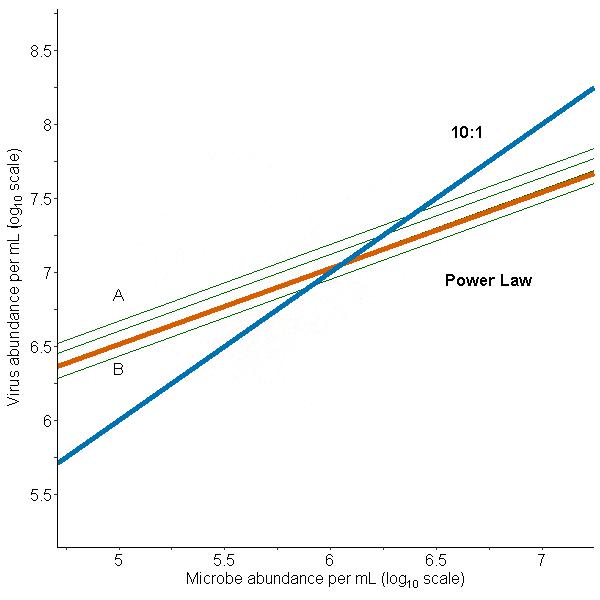 8.5
8
7.5
7
6.5
6
5.5
Virus abundance per mL (log10 scale)
10:1
Power Law
A
B
5
5.5
6
6.5
7
Microbe abundance per mL (log10 scale)